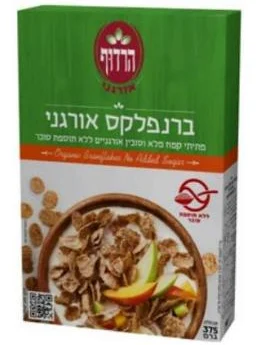 הרדוף
אורגני
ברנפלקס אורגני
פתיתי קמח מלא וסובין אורגניים ללא תוספת סוכר
Organic Branflakes No Added Sugar
ללא תוספת
סוכר
375
גרם